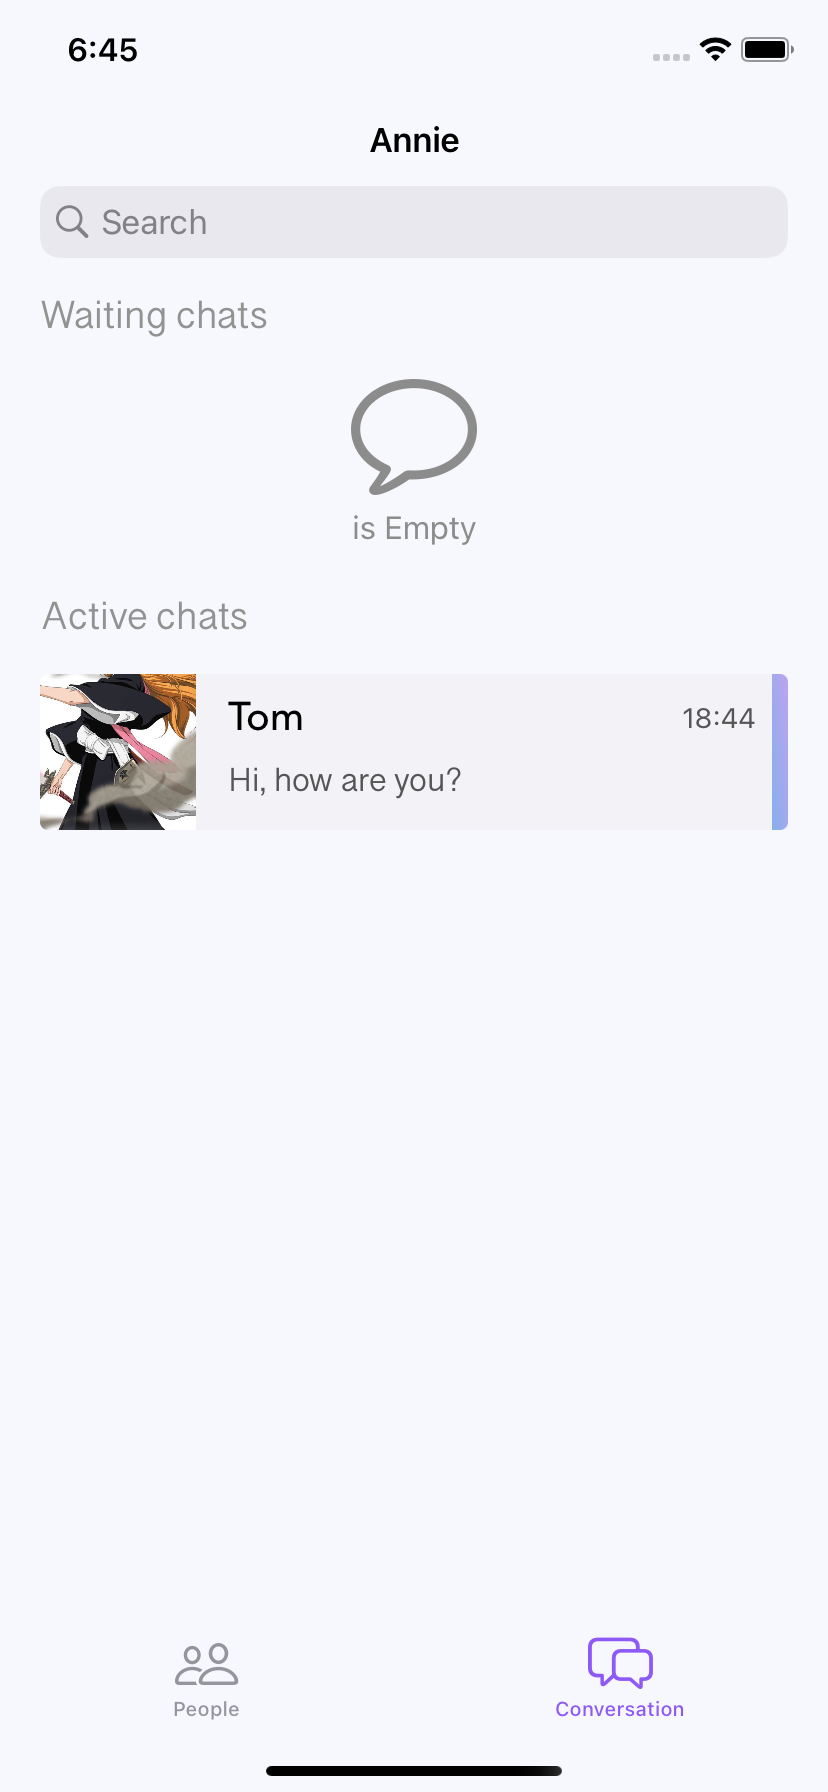 6:45
Annie
Search
Waiting chats
is Empty
Active chats
Tom
18:44
Hi, how are you?
People
Conversation